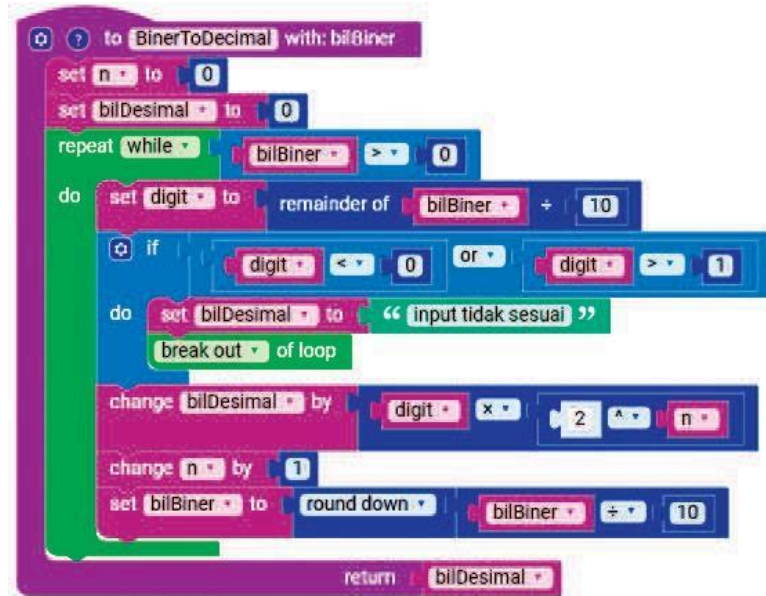 to BinerToDecimal with: bilBiner
set n to 0
set bilDesimal to 0
repeat while bilBiner > 0
do set digit to remainder of bilBiner ÷ 10
if digit < 0 or digit > 1
do set bilDesimal to “ input tidak sesuai ”
break out of loop
change bilDesimal by digit × 2 ^ n
change n by 1
set bilBiner to round down bilBiner ÷ 10
return bilDesimal